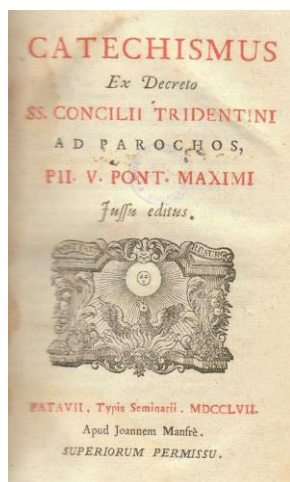 CATECHISMUS
Ex Decreto
SS. CONCILII TRIDENTINI
AD PAROCHOS,
PII. V. PONT. MAXIMI
Juſſu editus.
PATAVII, Typis Seminarii. MDCCLVII.
Apud Joannem Manfrè.
SUPERIORUM PERMISSU.